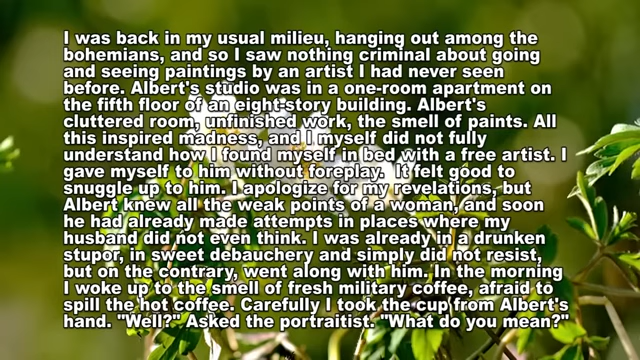 I was back in my usual milieu, hanging out among the
bohemians, and so I saw nothing criminal about going
and seeing paintings by an artist I had never seen
before. Albert's studio was in a one-room apartment on
the fifth floor of an eight-story building. Albert's
cluttered room, unfinished work, the smell of paints. All
this inspired madness, and I myself did not fully
understand how I found myself in bed with a free artist. I
gave myself to him without foreplay.  It felt good to
snuggle up to him. I apologize for my revelations, but
Albert knew all the weak points of a woman, and soon
he had already made attempts in places where my
husband did not even think. I was already in a drunken
stupor, in sweet debauchery and simply did not resist,
but on the contrary, went along with him. In the morning
I woke up to the smell of fresh military coffee, afraid to
spill the hot coffee. Carefully I took the cup from Albert's
hand. "Well?" Asked the portraitist. "What do you mean?"